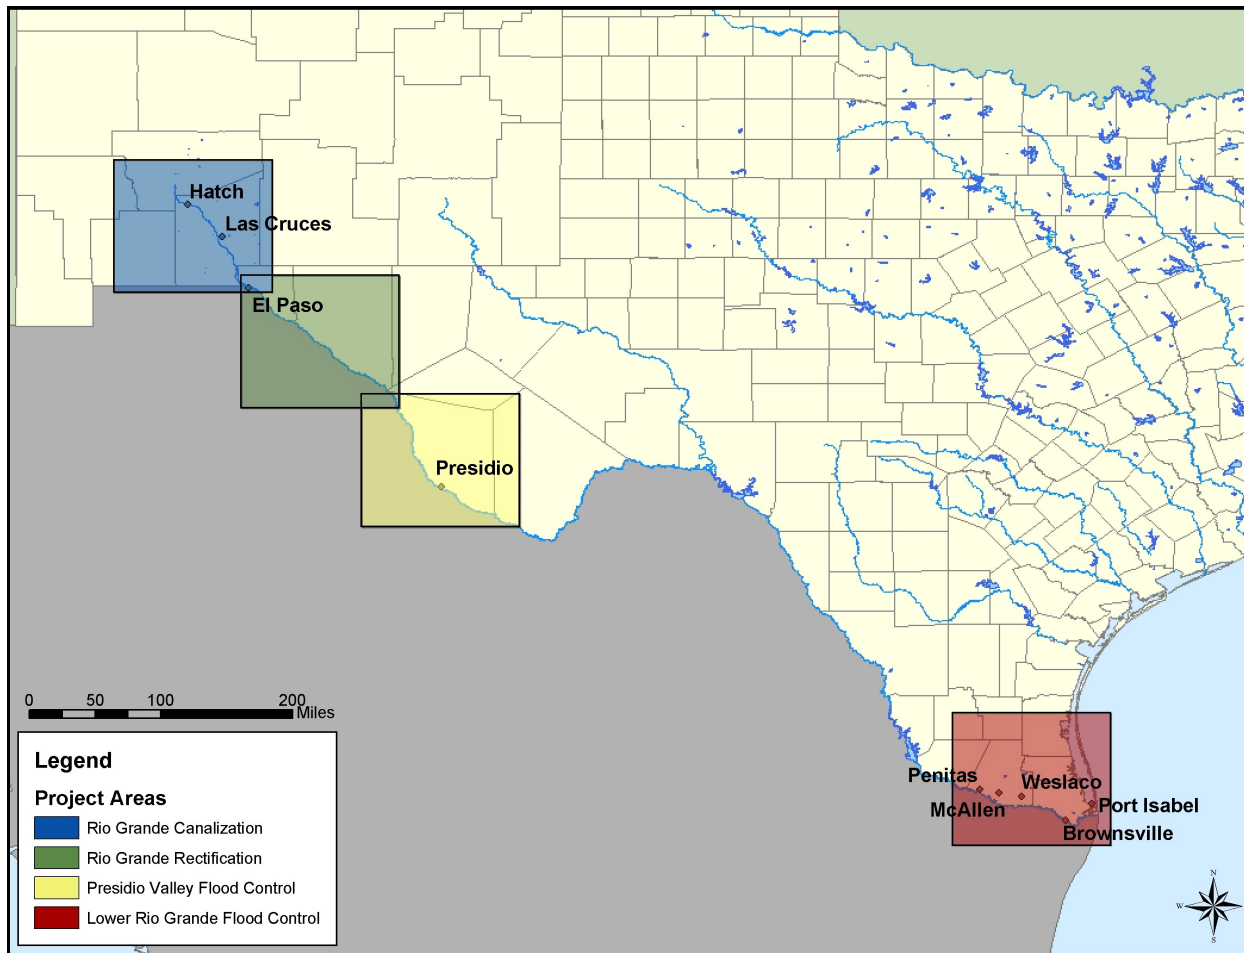 Hatch
Las Cruces
El Paso
Presidio
0 50 100 200
Miles
Penitas
Weslaco
McAllen
Port Isabel
Brownsville
Legend
Project Areas
Rio Grande Canalization
Rio Grande Rectification
Presidio Valley Flood Control
Lower Rio Grande Flood Control
N
W
S